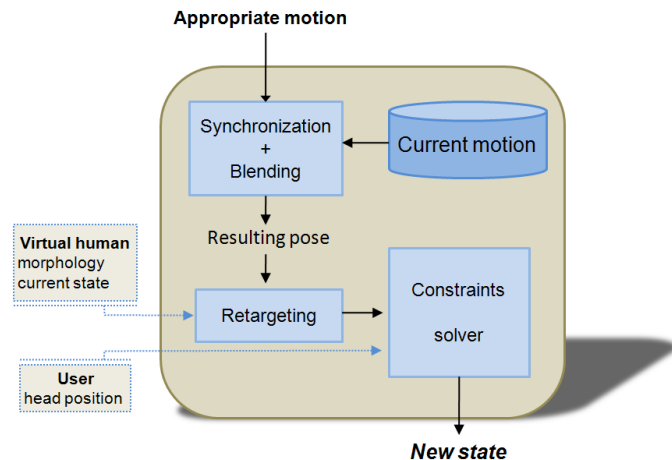 Appropriate motion
Synchronization
+
Blending
Current motion
Resulting pose
Virtual human
morphology
current state
Retargeting
Constraints
solver
User
head position
New state